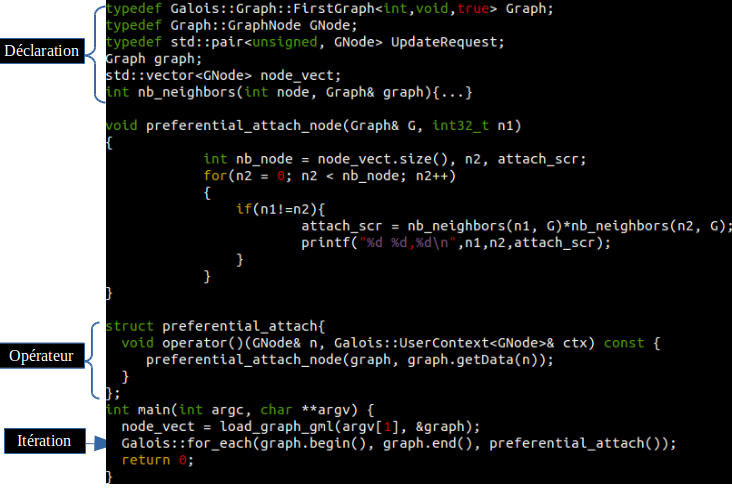 Déclaration
typedef Galois::Graph::FirstGraph<int,void,true> Graph;
typedef Graph::GraphNode GNode;
typedef std::pair<unsigned, GNode> UpdateRequest;
Graph graph;
std::vector<GNode> node_vect;
int nb_neighbors(int node, Graph& graph){...}
void preferential_attach_node(Graph& G, int32_t n1)
{
int nb_node = node_vect.size(), n2, attach_scr;
for(n2 = 0; n2 < nb_node; n2++)
{
if(n1!=n2){
attach_scr = nb_neighbors(n1, G)*nb_neighbors(n2, G);
printf("%d %d,%d\n",n1,n2,attach_scr);
}
}
}
Opérateur
struct preferential_attach{
void operator()(GNode& n, Galois::UserContext<GNode>& ctx) const {
preferential_attach_node(graph, graph.getData(n));
}
};
Itération
int main(int argc, char **argv) {
node_vect = load_graph_gml(argv[1], &graph);
Galois::for_each(graph.begin(), graph.end(), preferential_attach());
return 0;
}